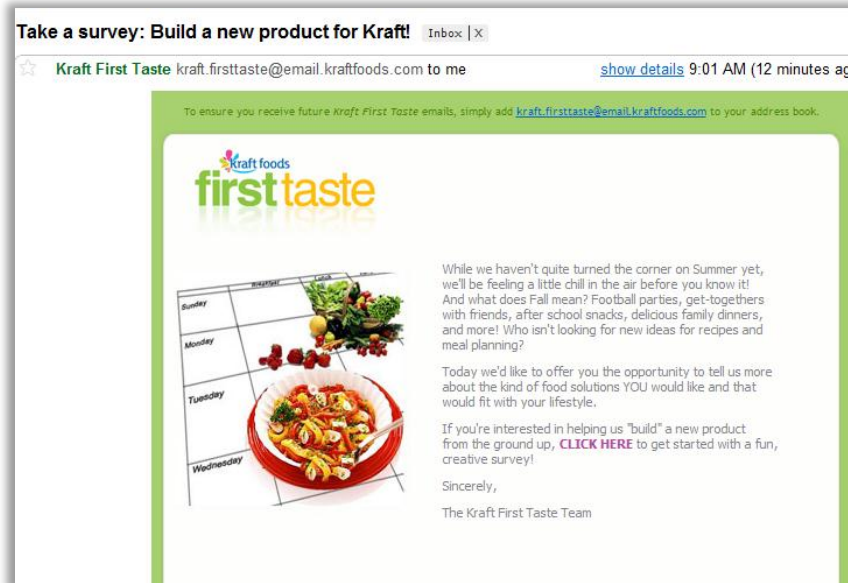 Take a survey: Build a new product for Kraft! Inbox | X
Kraft First Taste kraft.firsttaste@email.kraftfoods.com to me show details 9:01 AM (12 minutes ag
To ensure you receive future Kraft First Taste emails, simply add kraft.firsttaste@email.kraftfoods.com to your address book.
kraft foods
first taste
Breakfast Lunch
Sunday
Monday
Tuesday
Wednesday
While we haven't quite turned the corner on Summer yet,
we'll be feeling a little chill in the air before you know it!
And what does Fall mean? Football parties, get-togethers
with friends, after school snacks, delicious family dinners,
and more! Who isn't looking for new ideas for recipes and
meal planning?
Today we'd like to offer you the opportunity to tell us more
about the kind of food solutions YOU would like and that
would fit with your lifestyle.
If you're interested in helping us "build" a new product
from the ground up, CLICK HERE to get started with a fun,
creative survey!
Sincerely,
The Kraft First Taste Team